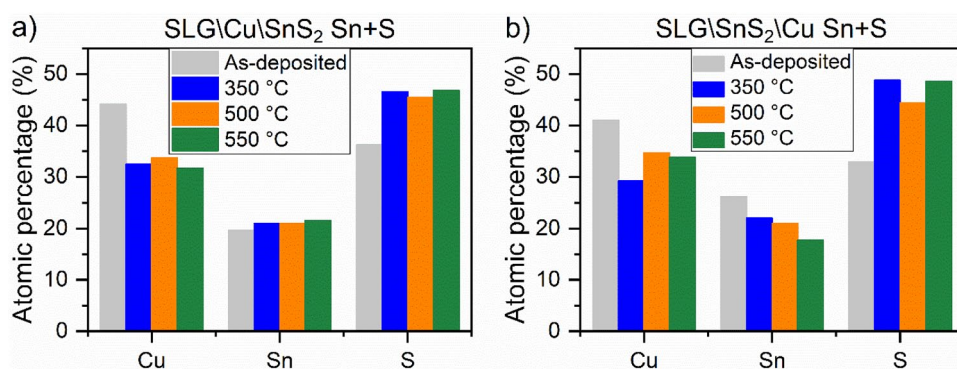 a) SLG\Cu\SnS₂ Sn+S
Atomic percentage (%)
50
40
30
20
10
0
As-deposited
350 °C
500 °C
550 °C
Cu Sn S
b) SLG\SnS₂\Cu Sn+S
Atomic percentage (%)
50
40
30
20
10
0
As-deposited
350 °C
500 °C
550 °C
Cu Sn S